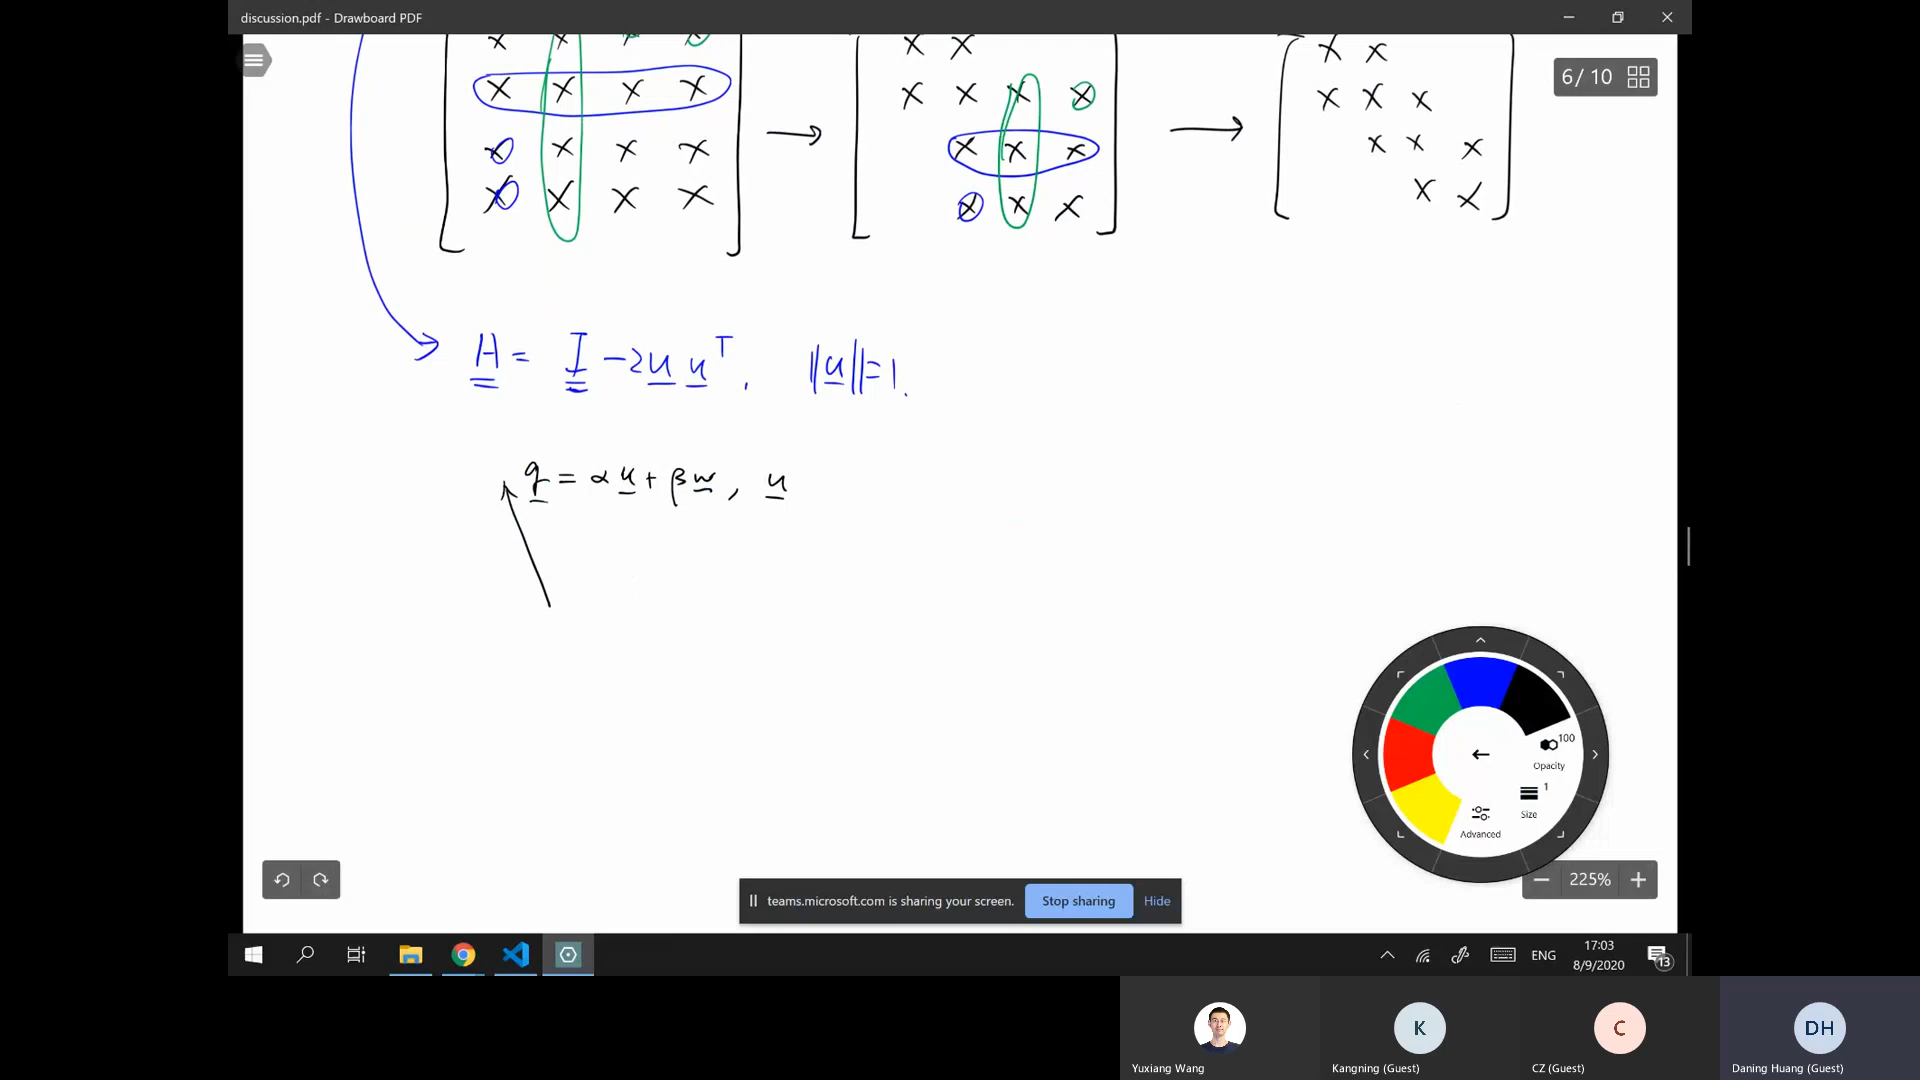 discussion.pdf - Drawboard PDF
6 / 10
x x x x
x x
x x
x x x x
x x x x
x x x
x x x x
x x x
x x x
x x x x
x x x
x x
H = I - 2 u u^T, ||u|| = 1.
q = αu + βw, u
100
Opacity
1
Size
Advanced
225%
teams.microsoft.com is sharing your screen.
Stop sharing
Hide
ENG
17:03
8/9/2020
13
K
C
DH
Yuxiang Wang
Kangning (Guest)
CZ (Guest)
Daning Huang (Guest)